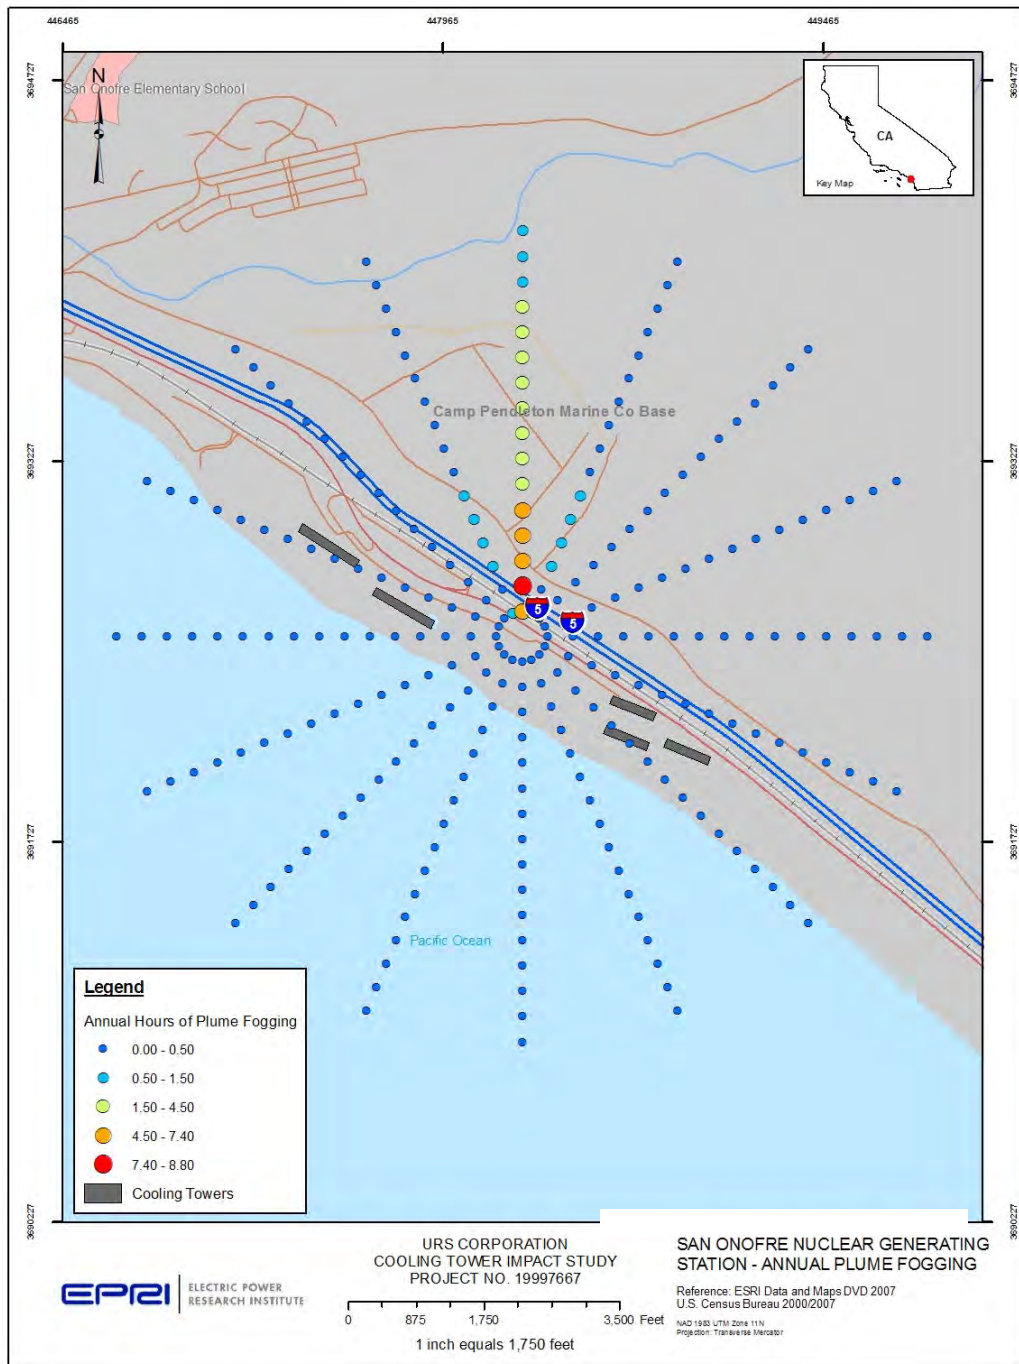 446465
447965
449465
3694727
3694727
San Onofre Elementary School
N
CA
Key Map
Camp Pendleton Marine Co Base
3693227
3693227
5
5
3691727
3691727
Pacific Ocean
Legend
Annual Hours of Plume Fogging
0.00 - 0.50
0.50 - 1.50
1.50 - 4.50
4.50 - 7.40
7.40 - 8.80
Cooling Towers
3690227
3690227
EPRI
ELECTRIC POWER
RESEARCH INSTITUTE
URS CORPORATION
COOLING TOWER IMPACT STUDY
PROJECT NO. 19997667
0 875 1,750 3,500 Feet
1 inch equals 1,750 feet
SAN ONOFRE NUCLEAR GENERATING
STATION - ANNUAL PLUME FOGGING
Reference: ESRI Data and Maps DVD 2007
U.S. Census Bureau 2000/2007
NAD 1983 UTM Zone 11N
Projection: Transverse Mercator